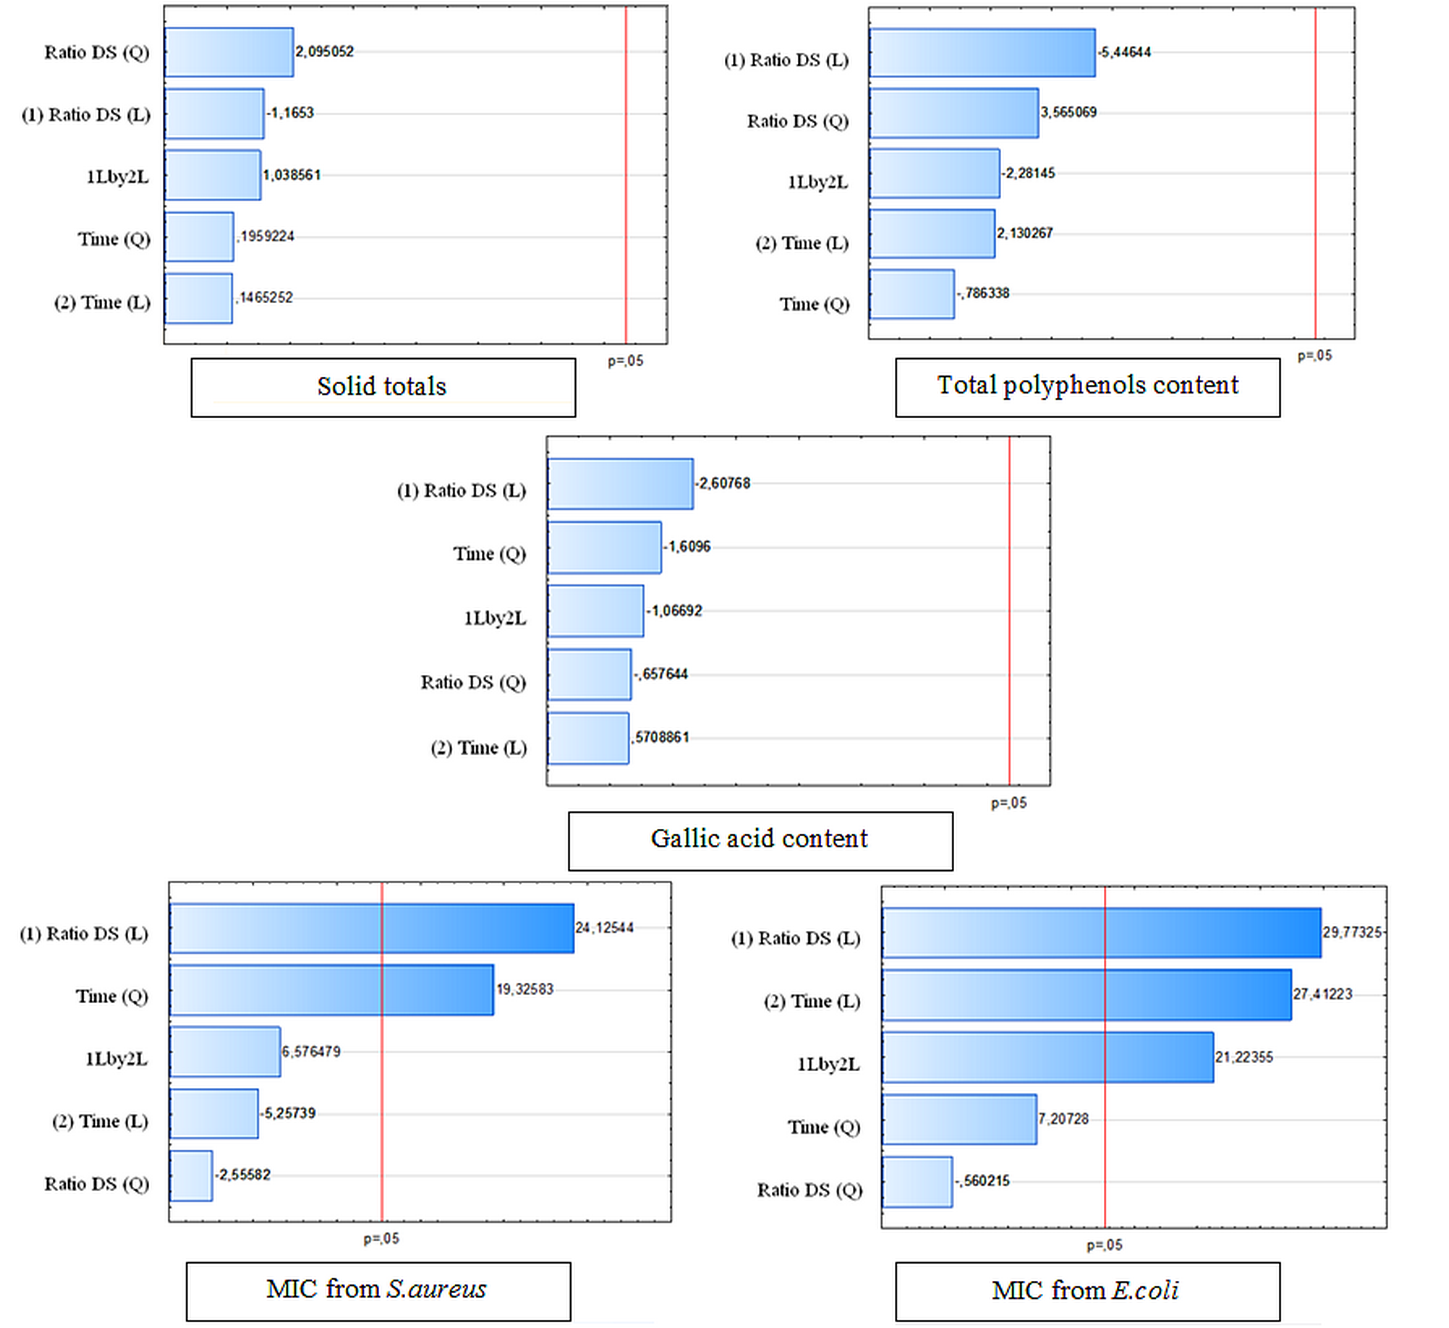 Ratio DS (Q)
2,095052
(1) Ratio DS (L)
-1,1653
1Lby2L
1,038561
Time (Q)
,1959224
(2) Time (L)
,1465252
p=,05
Solid totals
(1) Ratio DS (L)
-5,44644
Ratio DS (Q)
3,565069
1Lby2L
-2,28145
(2) Time (L)
2,130267
Time (Q)
-,786338
p=,05
Total polyphenols content
(1) Ratio DS (L)
-2,60768
Time (Q)
-1,6096
1Lby2L
-1,06692
Ratio DS (Q)
-,657644
(2) Time (L)
,5708861
p=,05
Gallic acid content
(1) Ratio DS (L)
24,12544
Time (Q)
19,32583
1Lby2L
6,576479
(2) Time (L)
-5,25739
Ratio DS (Q)
-2,55582
p=,05
MIC from S.aureus
(1) Ratio DS (L)
29,77325
(2) Time (L)
27,41223
1Lby2L
21,22355
Time (Q)
7,20728
Ratio DS (Q)
-,560215
p=,05
MIC from E.coli